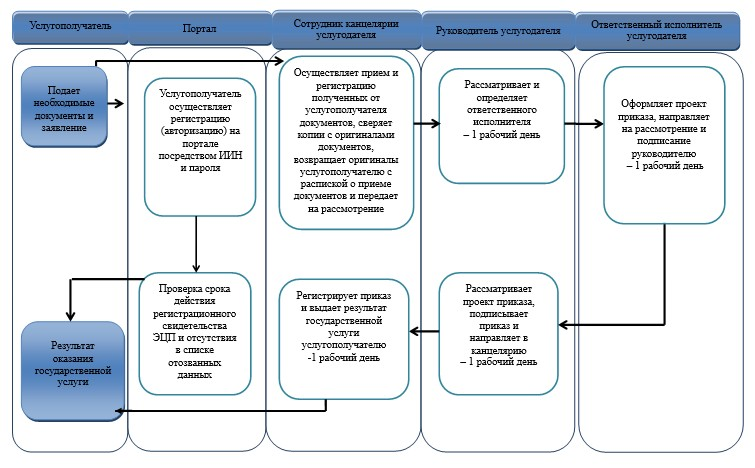 Услугополучатель
Портал
Сотрудник канцелярии
услугодателя
Руководитель услугодателя
Ответственный исполнитель
услугодателя
Подает
необходимые
документы и
заявление
Услугополучатель
осуществляет
регистрацию
(авторизацию) на
портале
посредством ИИН
и пароля
Осуществляет прием и
регистрацию
полученных от
услугополучателя
документов, сверяет
копии с оригиналами
документов,
возвращает оригиналы
услугополучателю с
распиской о приеме
документов и передает
на рассмотрение
Рассматривает и
определяет
ответственного
исполнителя
– 1 рабочий день
Оформляет проект
приказа, направляет
на рассмотрение и
подписание
руководителю
– 1 рабочий день
Результат
оказания
государственной
услуги
Проверка срока
действия
регистрационного
свидетельства
ЭЦП и отсутствия
в списке
отозванных
данных
Регистрирует приказ
и выдает результат
государственной
услуги
услугополучателю
-1 рабочий день
Рассматривает
проект приказа,
подписывает
приказ и
направляет в
канцелярию
– 1 рабочий день